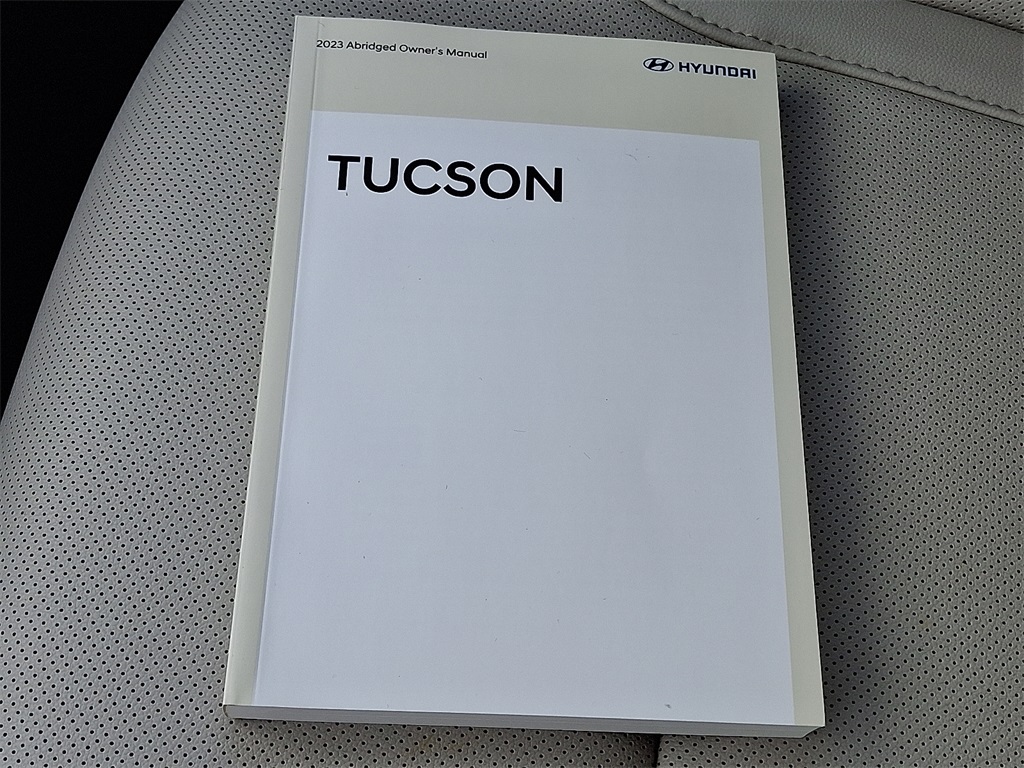 2023 Abridged Owner's Manual
HYUNDAI
TUCSON